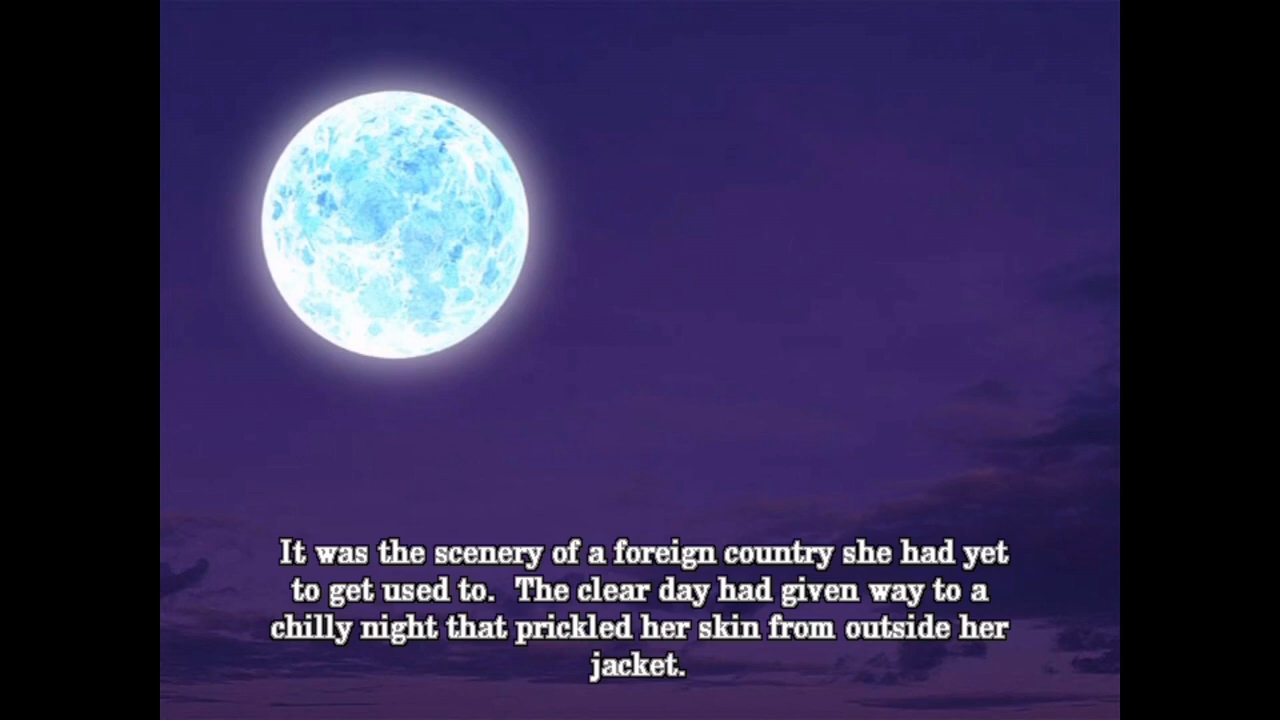 It was the scenery of a foreign country she had yet
to get used to.  The clear day had given way to a
chilly night that prickled her skin from outside her
jacket.